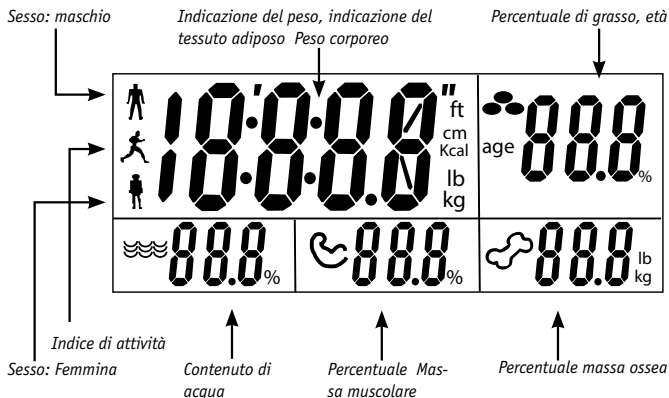 Sesso: maschio
Indicazione del peso, indicazione del
tessuto adiposo Peso corporeo
Percentuale di grasso, età
18'8:8.8"
ft
cm
Kcal
lb
kg
age
88.8
%
88.8
%
88.8
%
88.8
lb
kg
Indice di attività
Sesso: Femmina
Contenuto di
acqua
Percentuale Mas-
sa muscolare
Percentuale massa ossea